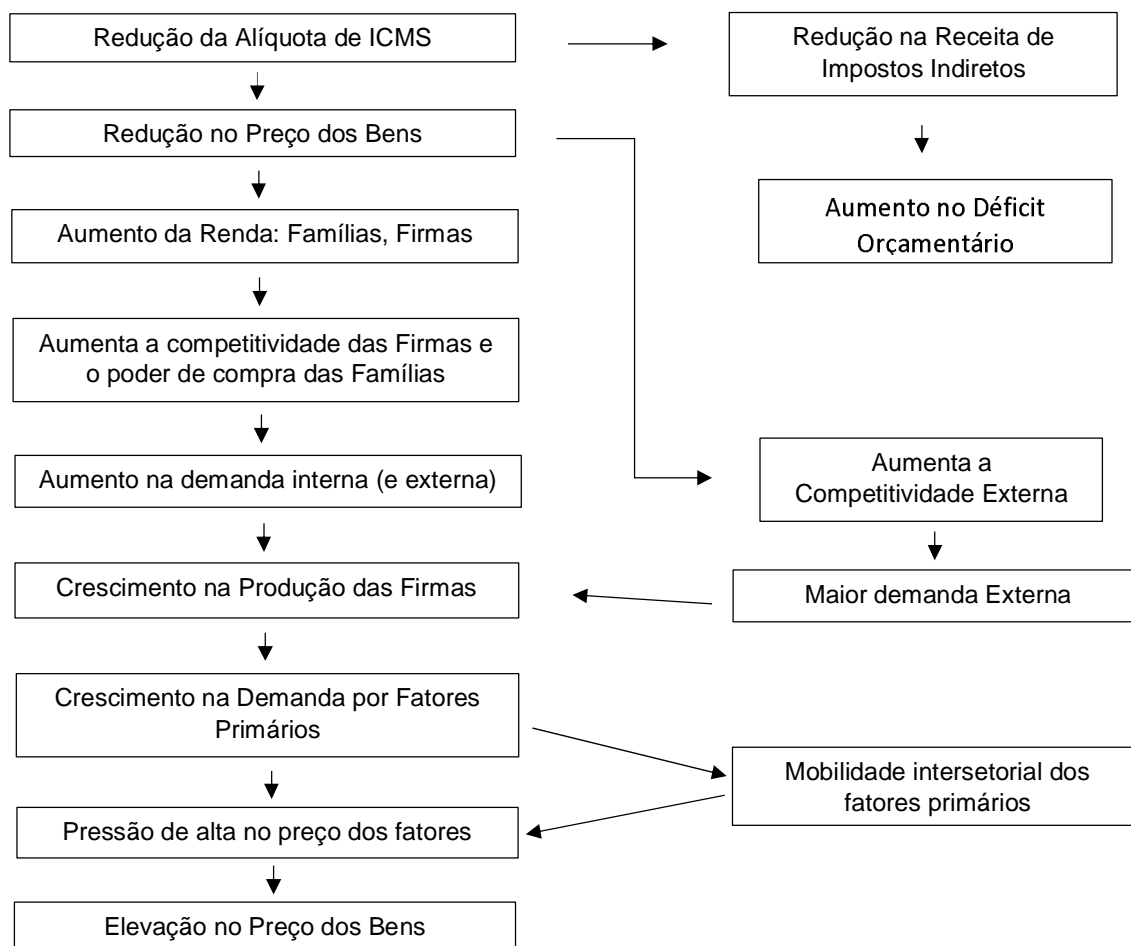 Redução da Alíquota de ICMS
Redução na Receita de
Impostos Indiretos
Redução no Preço dos Bens
Aumento no Déficit
Orçamentário
Aumento da Renda: Famílias, Firmas
Aumenta a competitividade das Firmas e
o poder de compra das Famílias
Aumento na demanda interna (e externa)
Aumenta a
Competitividade Externa
Crescimento na Produção das Firmas
Maior demanda Externa
Crescimento na Demanda por Fatores
Primários
Mobilidade intersetorial dos
fatores primários
Pressão de alta no preço dos fatores
Elevação no Preço dos Bens